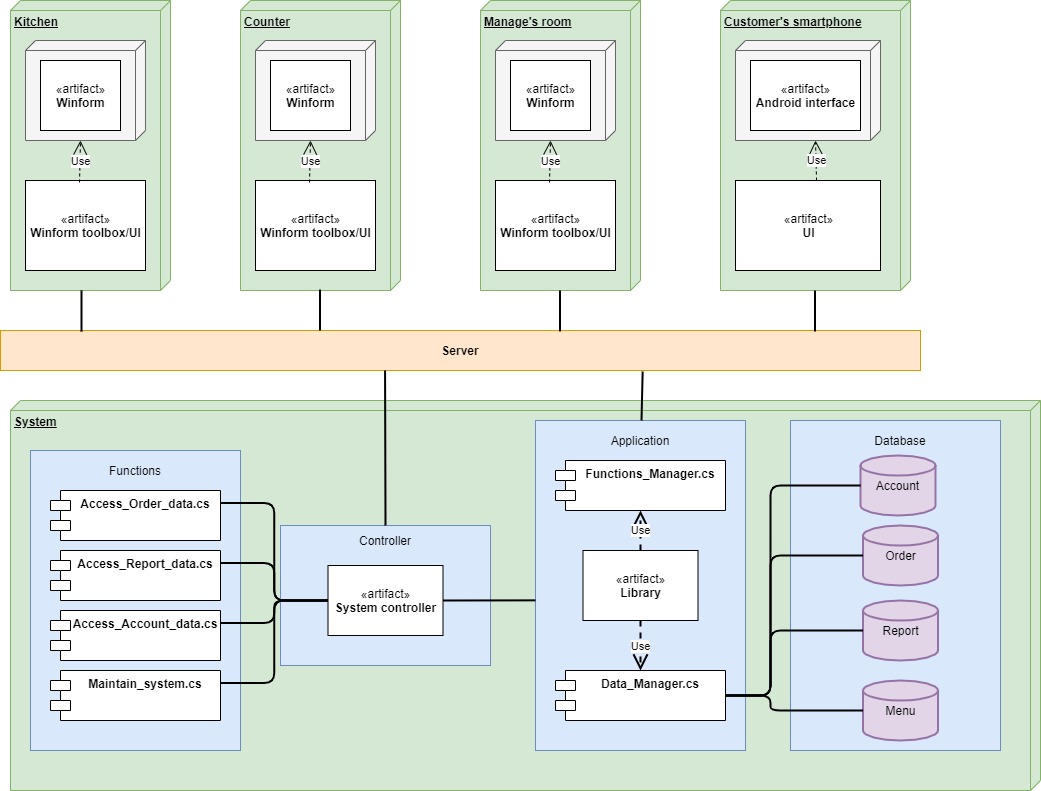 Kitchen
«artifact»
Winform
Use
«artifact»
Winform toolbox/UI
Counter
«artifact»
Winform
Use
«artifact»
Winform toolbox/UI
Manage's room
«artifact»
Winform
Use
«artifact»
Winform toolbox/UI
Customer's smartphone
«artifact»
Android interface
Use
«artifact»
UI
Server
System
Functions
Access_Order_data.cs
Access_Report_data.cs
Access_Account_data.cs
Maintain_system.cs
Controller
«artifact»
System controller
Application
Functions_Manager.cs
Use
«artifact»
Library
Use
Data_Manager.cs
Database
Account
Order
Report
Menu